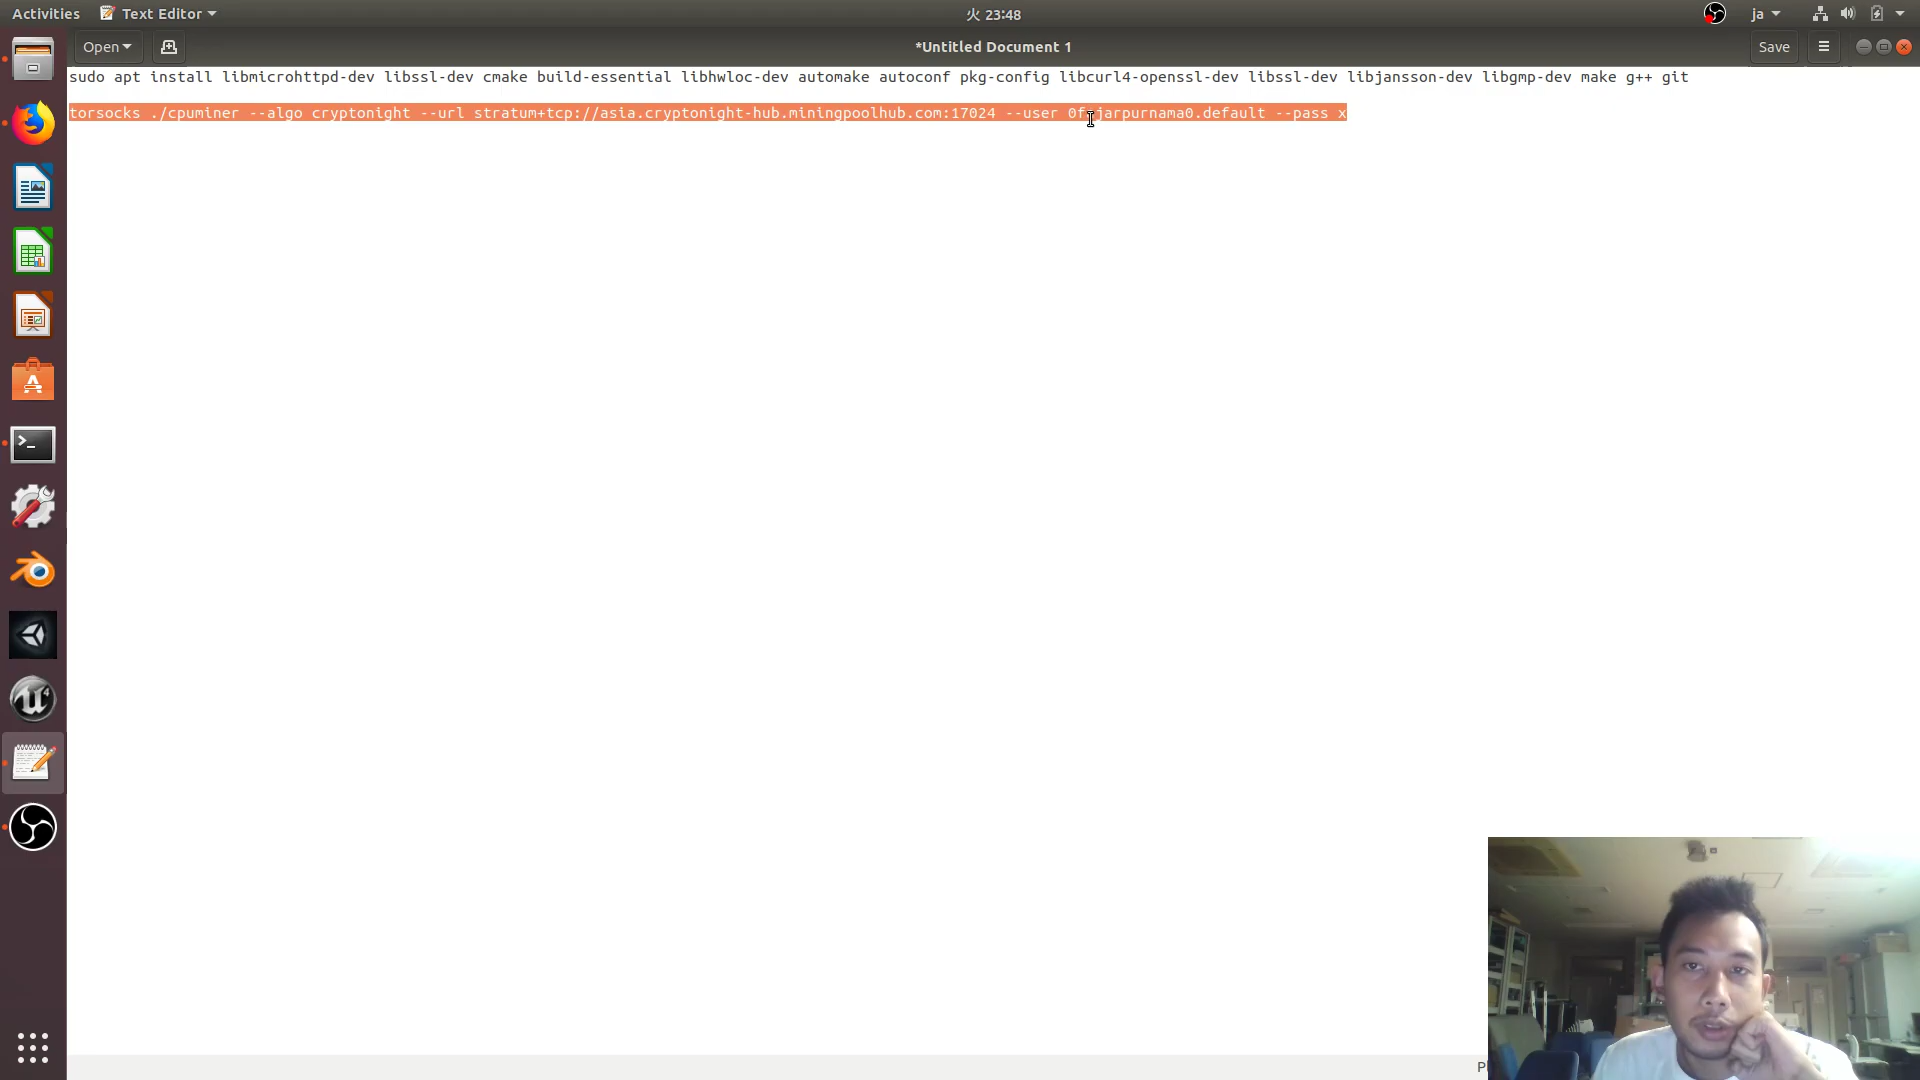 Activities Text Editor 火 23:48 ja
Open *Untitled Document 1 Save
sudo apt install libmicrohttpd-dev libssl-dev cmake build-essential libhwloc-dev automake autoconf pkg-config libcurl4-openssl-dev libssl-dev libjansson-dev libgmp-dev make g++ git
torsocks ./cpuminer --algo cryptonight --url stratum+tcp://asia.cryptonight-hub.miningpoolhub.com:17024 --user --pass x